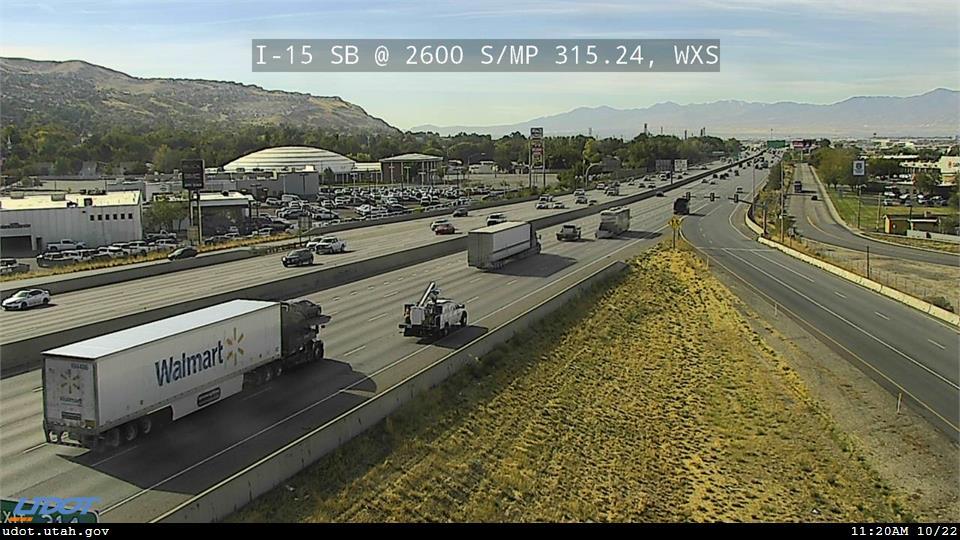 I-15 SB @ 2600 S/MP 315.24, WXS
Walmart
UDOT
udot.utah.gov
11:20AM 10/22